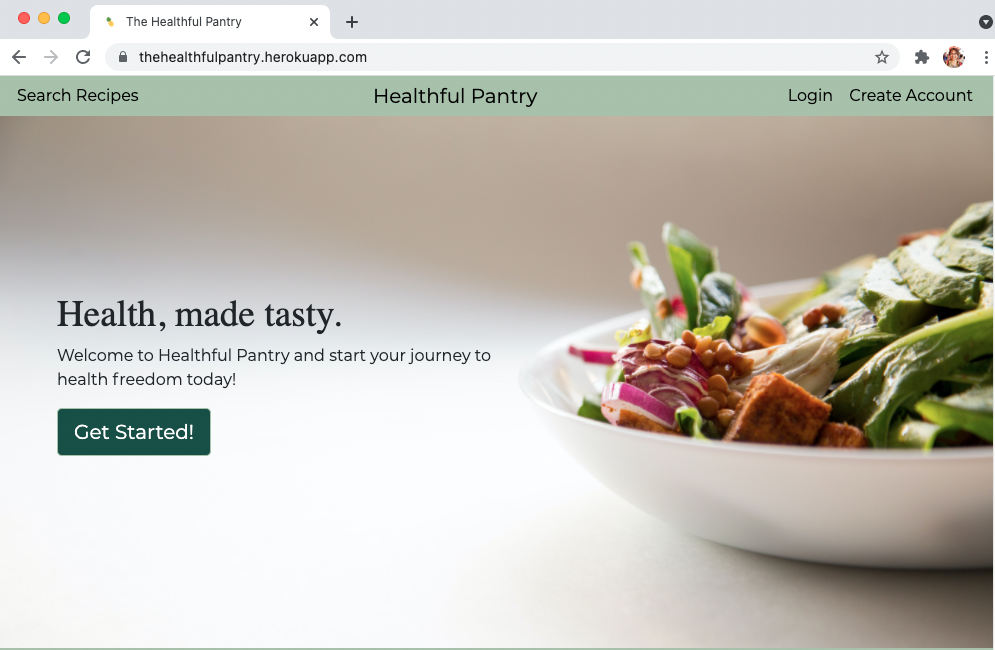 The Healthful Pantry
thehealthfulpantry.herokuapp.com
Search Recipes
Healthful Pantry
Login
Create Account
Health, made tasty.
Welcome to Healthful Pantry and start your journey to
health freedom today!
Get Started!